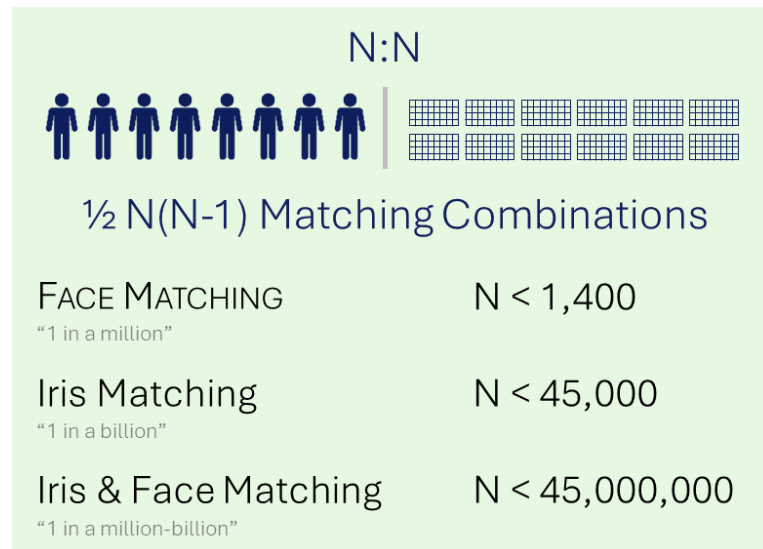 N:N
½ N(N-1) Matching Combinations
FACE MATCHING N < 1,400
“1 in a million”
Iris Matching N < 45,000
“1 in a billion”
Iris & Face Matching N < 45,000,000
“1 in a million-billion”